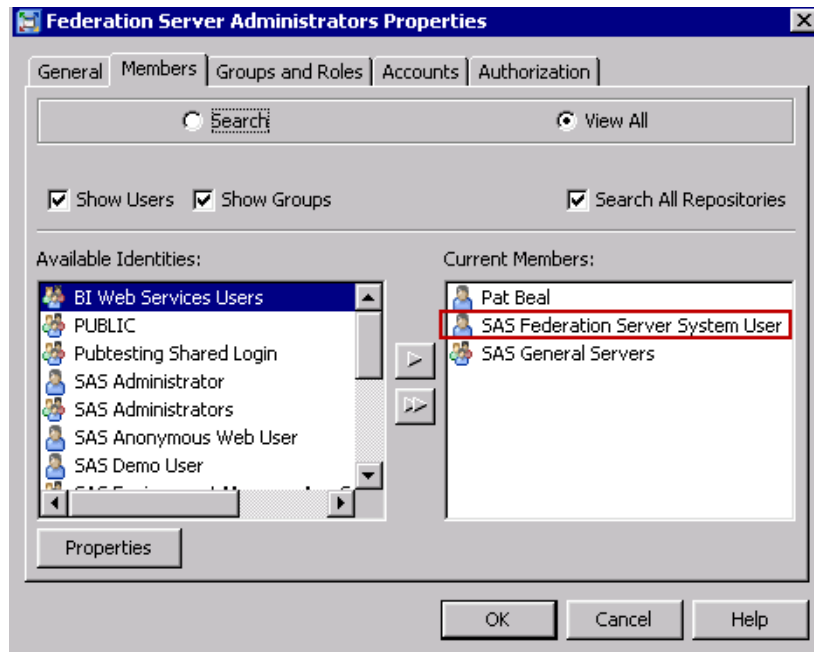 Federation Server Administrators Properties
General Members Groups and Roles Accounts Authorization
Search View All
Show Users Show Groups Search All Repositories
Available Identities: Current Members:
BI Web Services Users Pat Beal
PUBLIC SAS Federation Server System User
Pubtesting Shared Login SAS General Servers
SAS Administrator
SAS Administrators
SAS Anonymous Web User
SAS Demo User
Properties
OK Cancel Help